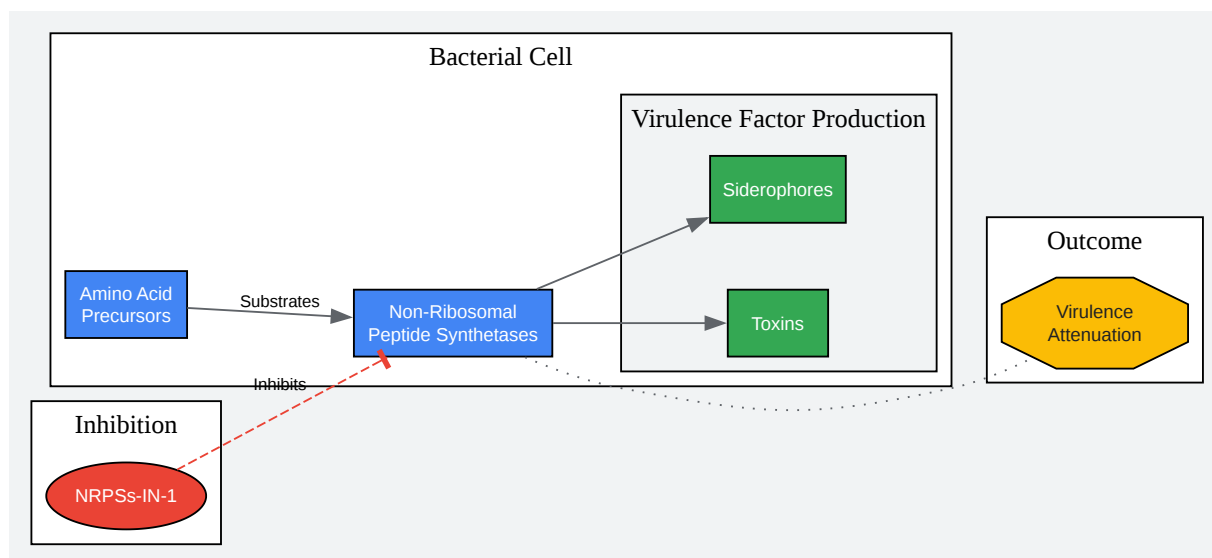 Bacterial Cell
Virulence Factor Production
Siderophores
Outcome
Amino Acid
Precursors
Substrates
Non-Ribosomal
Peptide Synthetases
Toxins
Virulence
Attenuation
Inhibits
Inhibition
NRPSs-IN-1